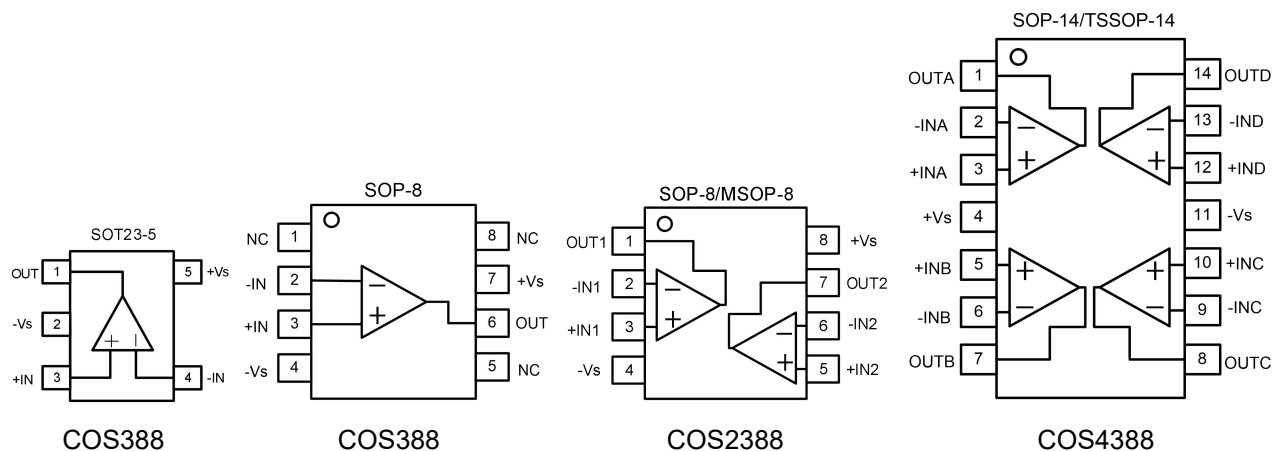 SOT23-5
OUT 1 5 +Vs
-Vs 2
+IN 3 4 -IN
+ −
COS388
SOP-8
NC 1 8 NC
-IN 2 7 +Vs
+IN 3 6 OUT
-Vs 4 5 NC
−
+
COS388
SOP-8/MSOP-8
OUT1 1 8 +Vs
-IN1 2 7 OUT2
+IN1 3 6 -IN2
-Vs 4 5 +IN2
− −
+ +
COS2388
SOP-14/TSSOP-14
OUTA 1 14 OUTD
-INA 2 − − 13 -IND
+INA 3 + + 12 +IND
+Vs 4 11 -Vs
+INB 5 + + 10 +INC
-INB 6 − − 9 -INC
OUTB 7 8 OUTC
COS4388